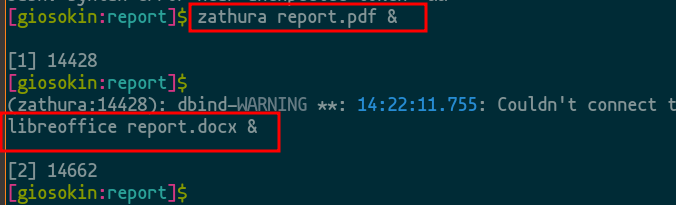 [giosokin:report]$ zathura report.pdf &
[1] 14428
[giosokin:report]$
(zathura:14428): dbind-WARNING **: 14:22:11.755: Couldn't connect t
libreoffice report.docx &
[2] 14662
[giosokin:report]$